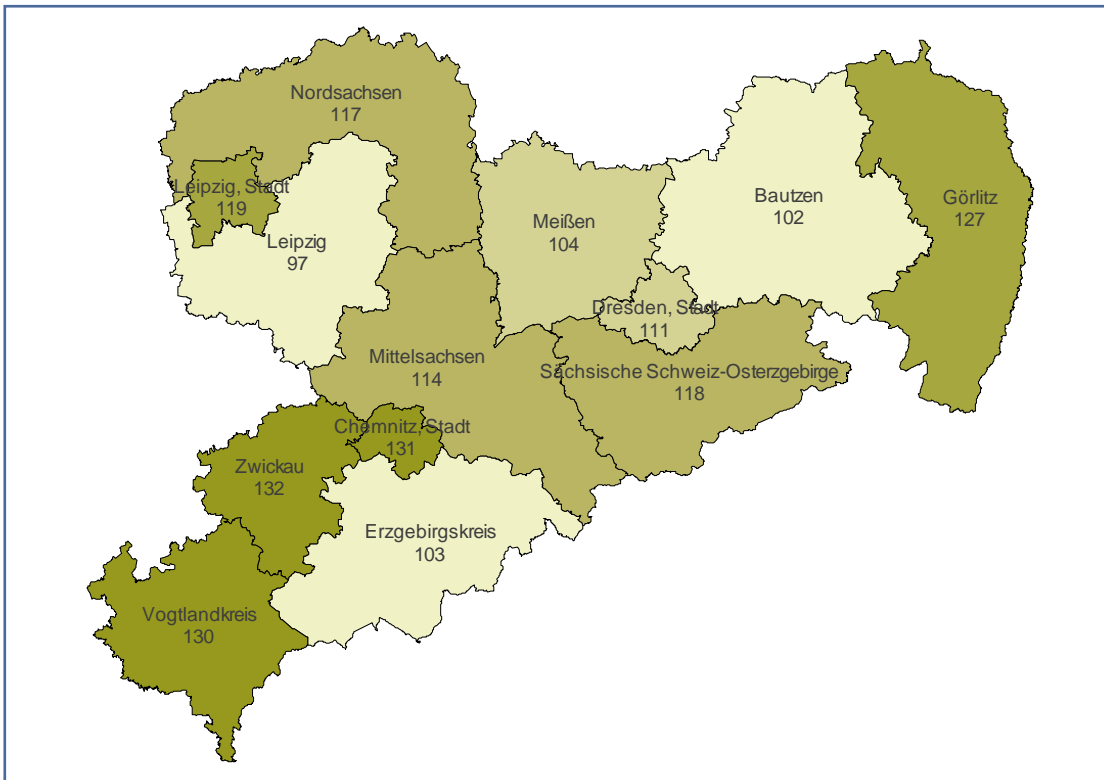 Nordsachsen
117
Leipzig, Stadt
119
Leipzig
97
Meißen
104
Bautzen
102
Görlitz
127
Dresden, Stadt
111
Mittelsachsen
114
Sächsische Schweiz-Osterzgebirge
118
Chemnitz, Stadt
131
Zwickau
132
Erzgebirgskreis
103
Vogtlandkreis
130